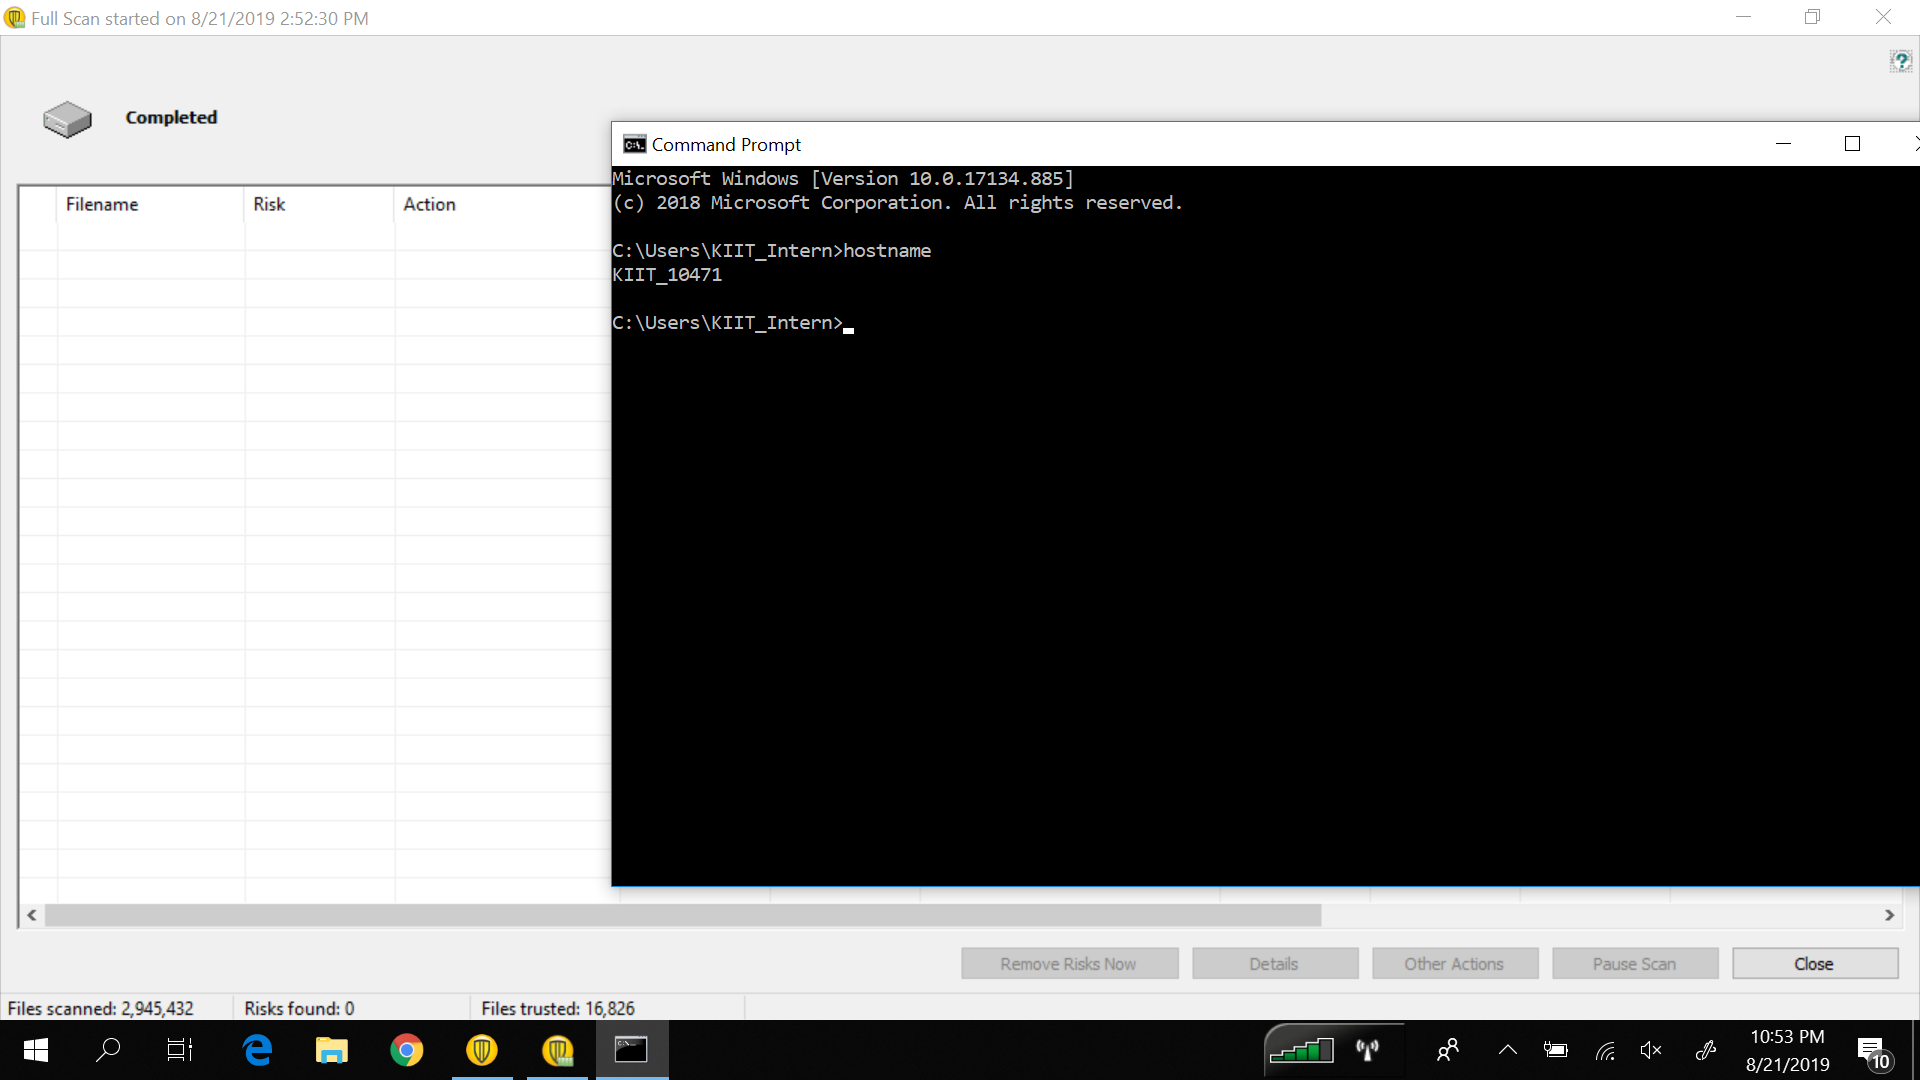 Full Scan started on 8/21/2019 2:52:30 PM
?
Completed
Filename Risk Action
C:\. Command Prompt
Microsoft Windows [Version 10.0.17134.885]
(c) 2018 Microsoft Corporation. All rights reserved.
C:\Users\KIIT_Intern>hostname
KIIT_10471
C:\Users\KIIT_Intern>
Remove Risks Now Details Other Actions Pause Scan Close
Files scanned: 2,945,432 Risks found: 0 Files trusted: 16,826
10:53 PM
8/21/2019
10